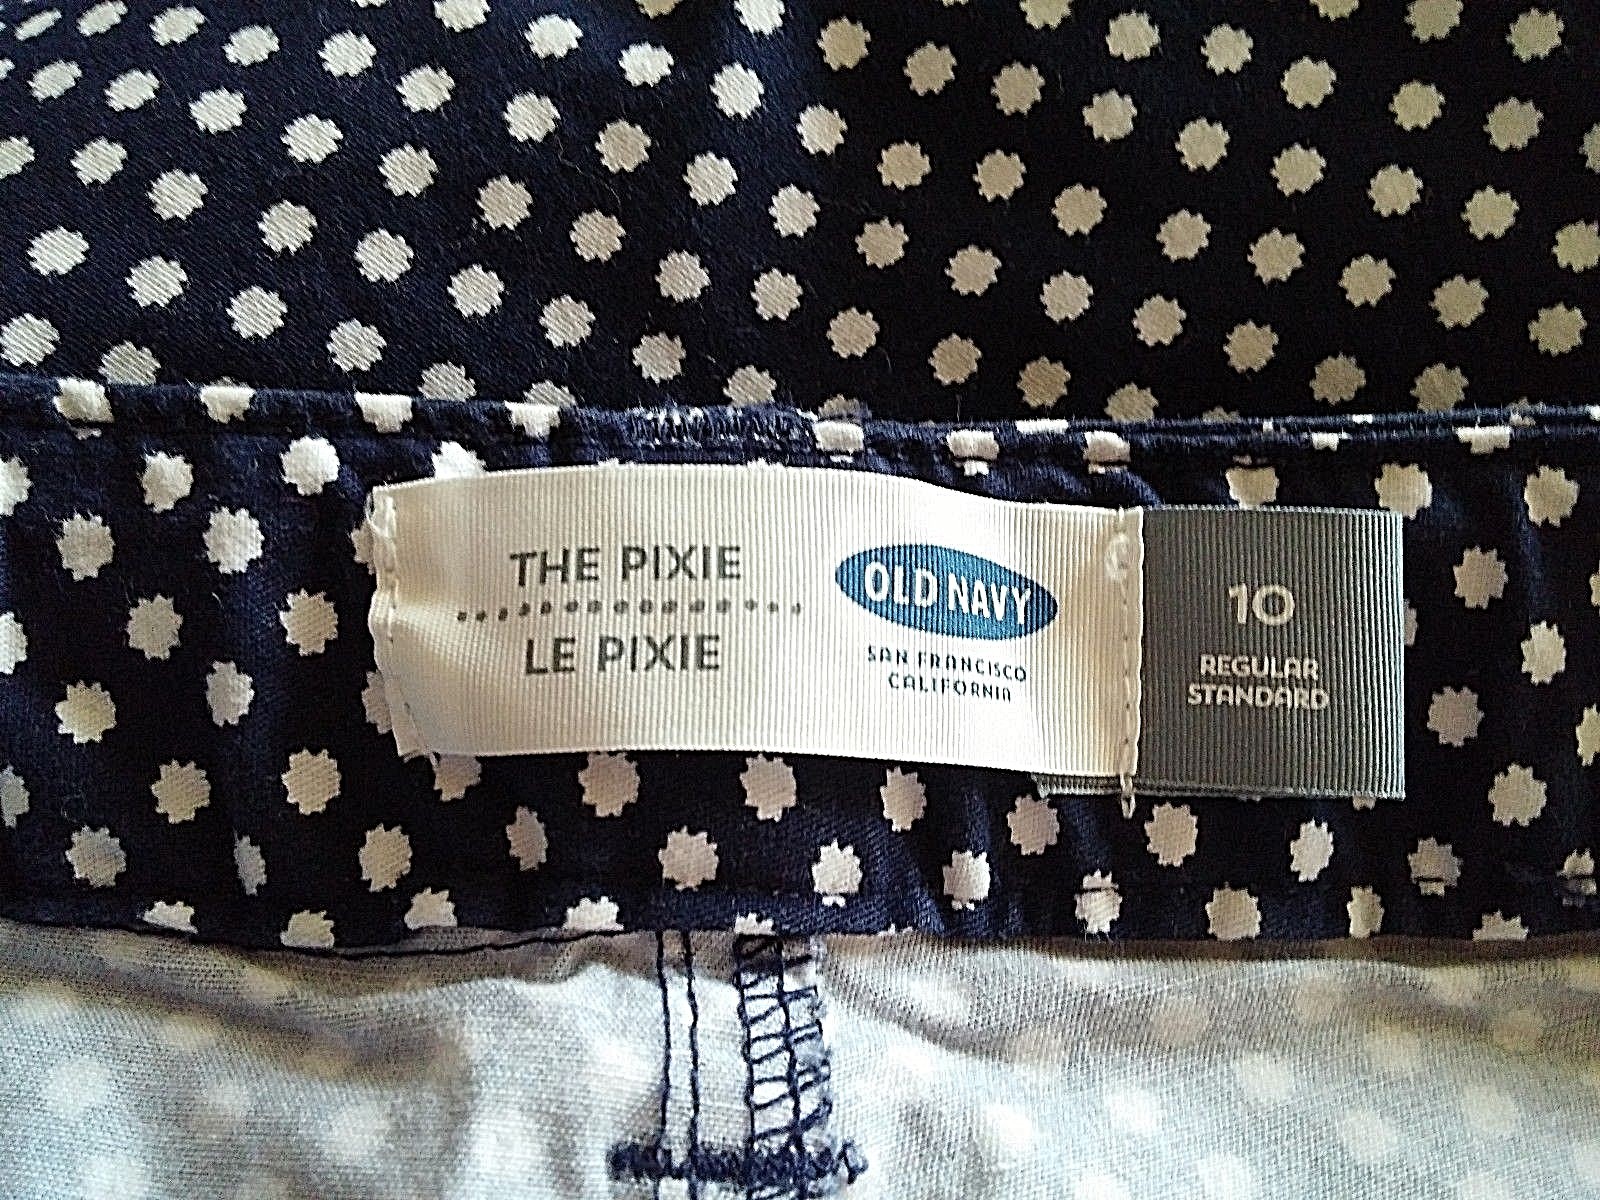 THE PIXIE
LE PIXIE
OLD NAVY
SAN FRANCISCO
CALIFORNIA
10
REGULAR
STANDARD